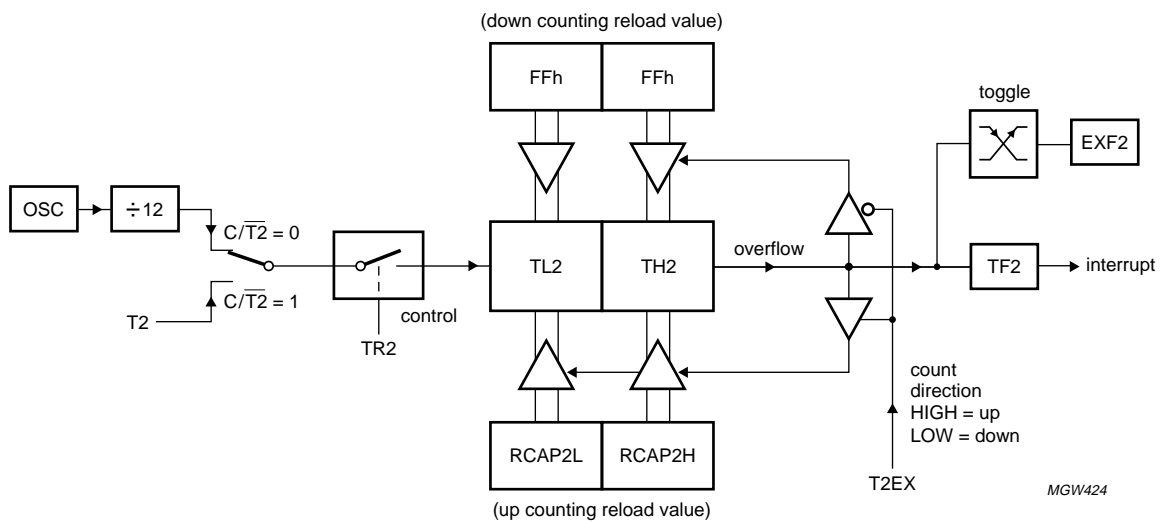 (down counting reload value)
FFh
FFh
toggle
EXF2
OSC
÷12
C/T2̅ = 0
C/T2̅ = 1
T2
control
TR2
TL2
TH2
overflow
TF2
interrupt
count
direction
HIGH = up
LOW = down
T2EX
RCAP2L
RCAP2H
(up counting reload value)
MGW424